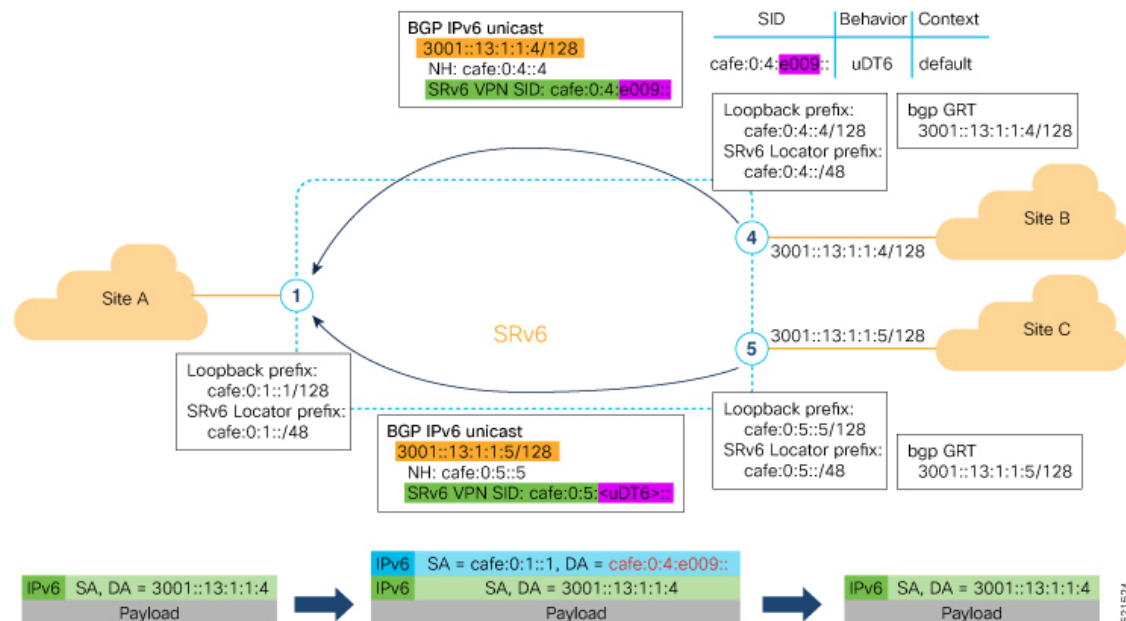 BGP IPv6 unicast
3001::13:1:1:4/128
NH: cafe:0:4::4
SRv6 VPN SID: cafe:0:4:e009::
SID Behavior Context
cafe:0:4:e009:: uDT6 default
Loopback prefix:
cafe:0:4::4/128
SRv6 Locator prefix:
cafe:0:4::/48
bgp GRT
3001::13:1:1:4/128
Site A
1
SRv6
4
3001::13:1:1:4/128
Site B
5
3001::13:1:1:5/128
Site C
Loopback prefix:
cafe:0:1::1/128
SRv6 Locator prefix:
cafe:0:1::/48
BGP IPv6 unicast
3001::13:1:1:5/128
NH: cafe:0:5::5
SRv6 VPN SID: cafe:0:5:<uDT6>::
Loopback prefix:
cafe:0:5::5/128
SRv6 Locator prefix:
cafe:0:5::/48
bgp GRT
3001::13:1:1:5/128
IPv6 SA, DA = 3001::13:1:1:4
Payload
IPv6 SA = cafe:0:1::1, DA = cafe:0:4:e009::
IPv6 SA, DA = 3001::13:1:1:4
Payload
IPv6 SA, DA = 3001::13:1:1:4
Payload